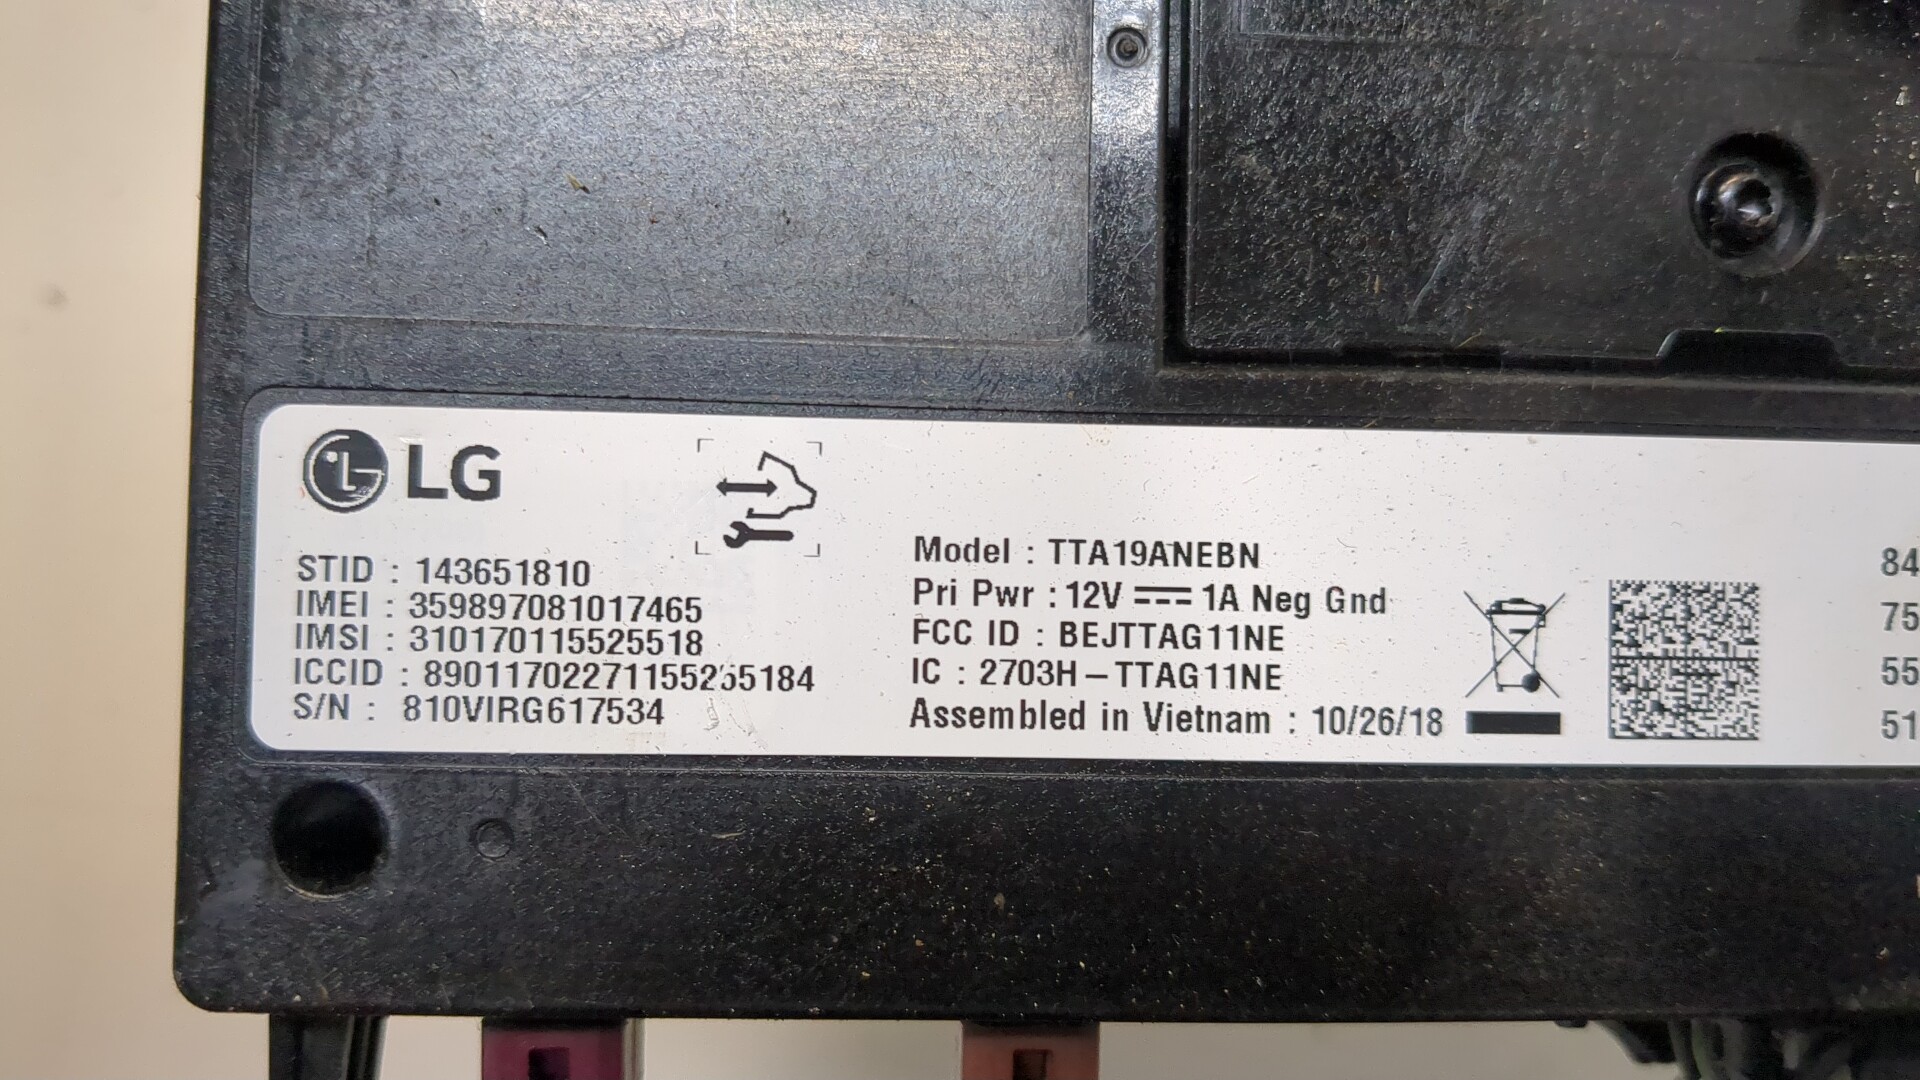 LG
STID : 143651810
IMEI : 359897081017465
IMSI : 310170115525518
ICCID : 89011702271155255184
S/N : 810VIRG617534
Model : TTA19ANEBN
Pri Pwr : 12V 1A Neg Gnd
FCC ID : BEJTTAG11NE
IC : 2703H-TTAG11NE
Assembled in Vietnam : 10/26/18
84
75
55
51